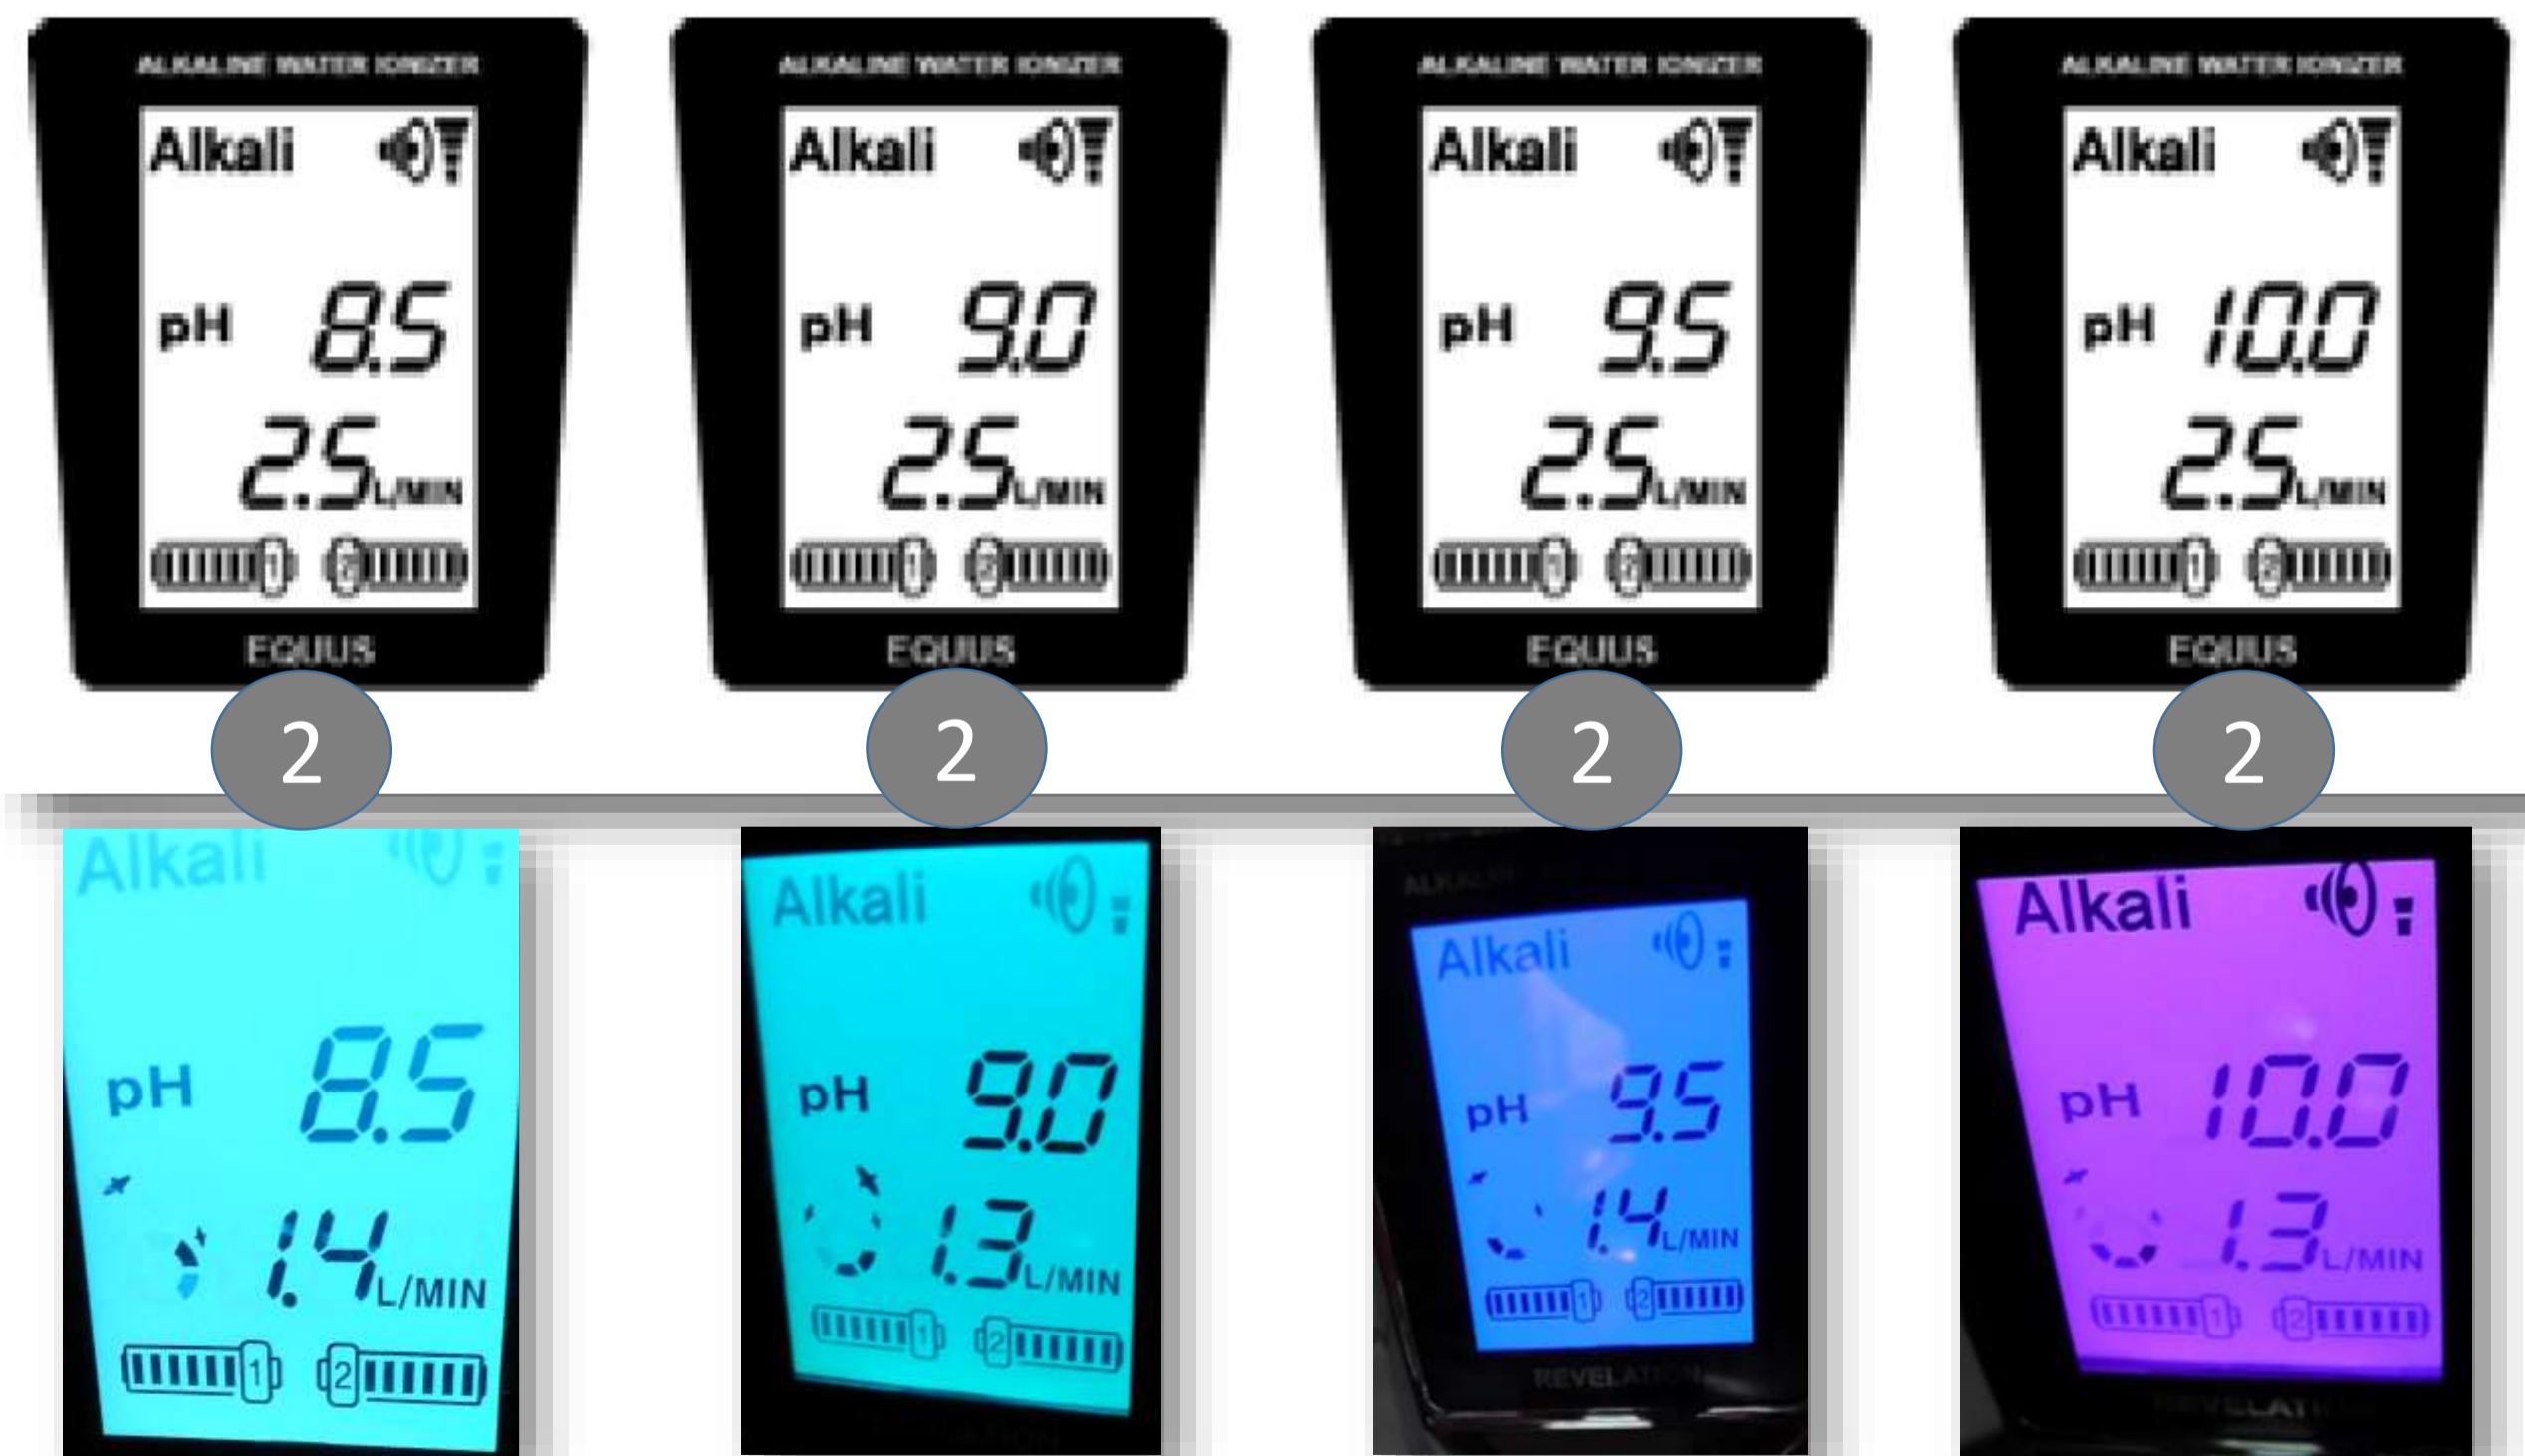 ALKALINE WATER IONIZER
Alkali
pH 8.5
2.5 L/MIN
1 2
EQUUS
2
ALKALINE WATER IONIZER
Alkali
pH 9.0
2.5 L/MIN
1 2
EQUUS
2
ALKALINE WATER IONIZER
Alkali
pH 9.5
2.5 L/MIN
1 2
EQUUS
2
ALKALINE WATER IONIZER
Alkali
pH 10.0
2.5 L/MIN
1 2
EQUUS
2
Alkali
pH 8.5
1.4 L/MIN
1 2
Alkali
pH 9.0
1.3 L/MIN
1 2
Alkali
pH 9.5
1.4 L/MIN
1 2
REVELATION
Alkali
pH 10.0
1.3 L/MIN
1 2